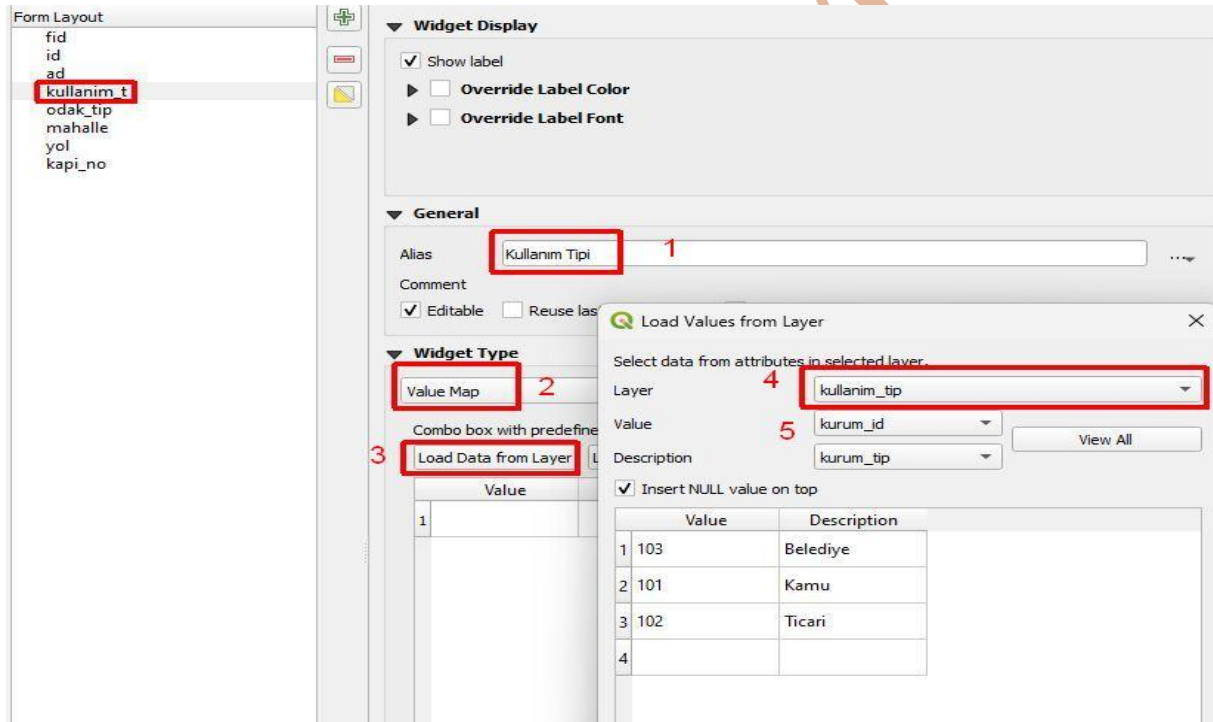 Form Layout
fid
id
ad
kullanim_t
odak_tip
mahalle
yol
kapi_no
Widget Display
Show label
Override Label Color
Override Label Font
General
Alias Kullanım Tipi 1 ...
Comment
Editable Reuse las
Widget Type
Value Map 2
Combo box with predefine
3 Load Data from Layer L
Value
1
Load Values from Layer
Select data from attributes in selected layer.
Layer 4 kullanim_tip
Value 5 kurum_id View All
Description kurum_tip
Insert NULL value on top
Value Description
1 103 Belediye
2 101 Kamu
3 102 Ticari
4